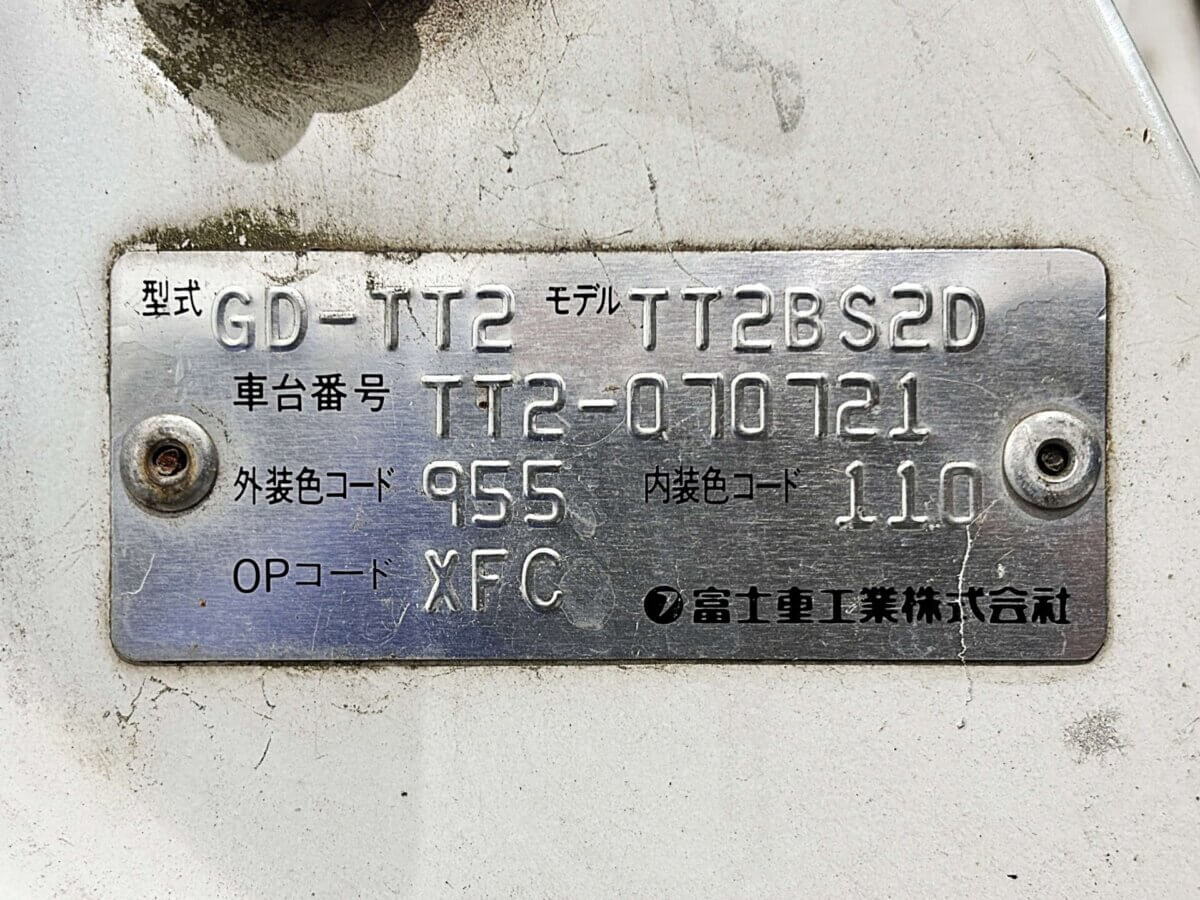 型式 GD-TT2 モデル TT2BS2D
車台番号 TT2-070721
外装色コード 955 内装色コード 110
OPコード XFC
富士重工業株式会社